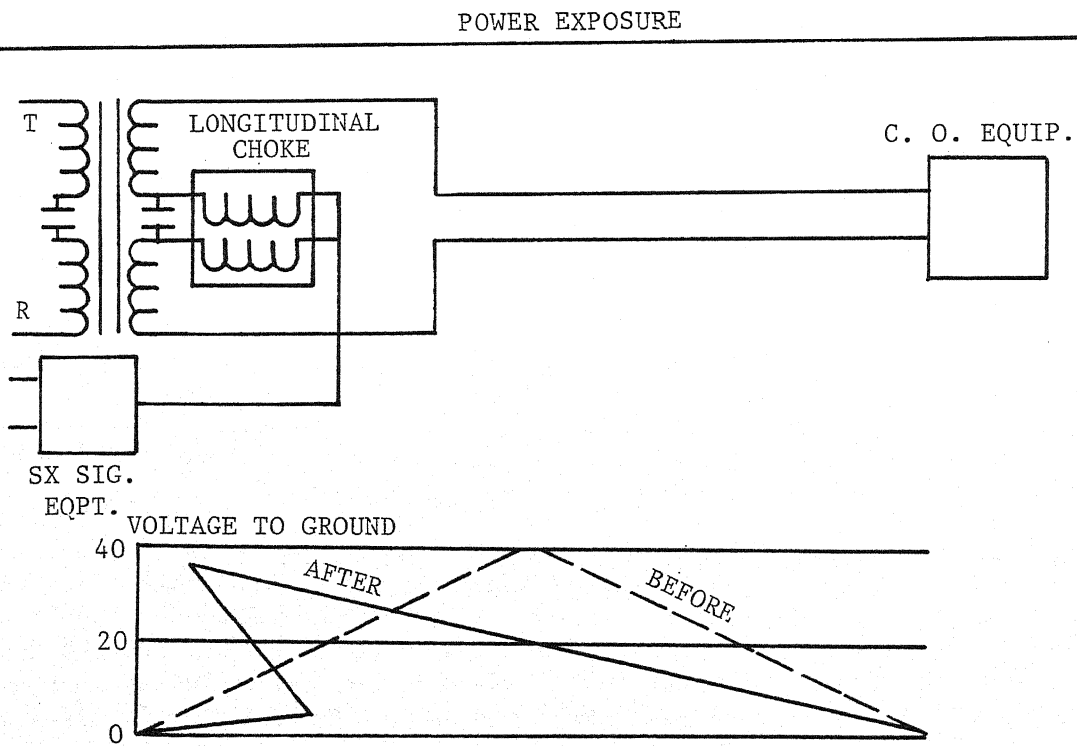 POWER EXPOSURE
T
LONGITUDINAL
CHOKE
C. O. EQUIP.
R
SX SIG.
EQPT.
VOLTAGE TO GROUND
40
AFTER
BEFORE
20
0